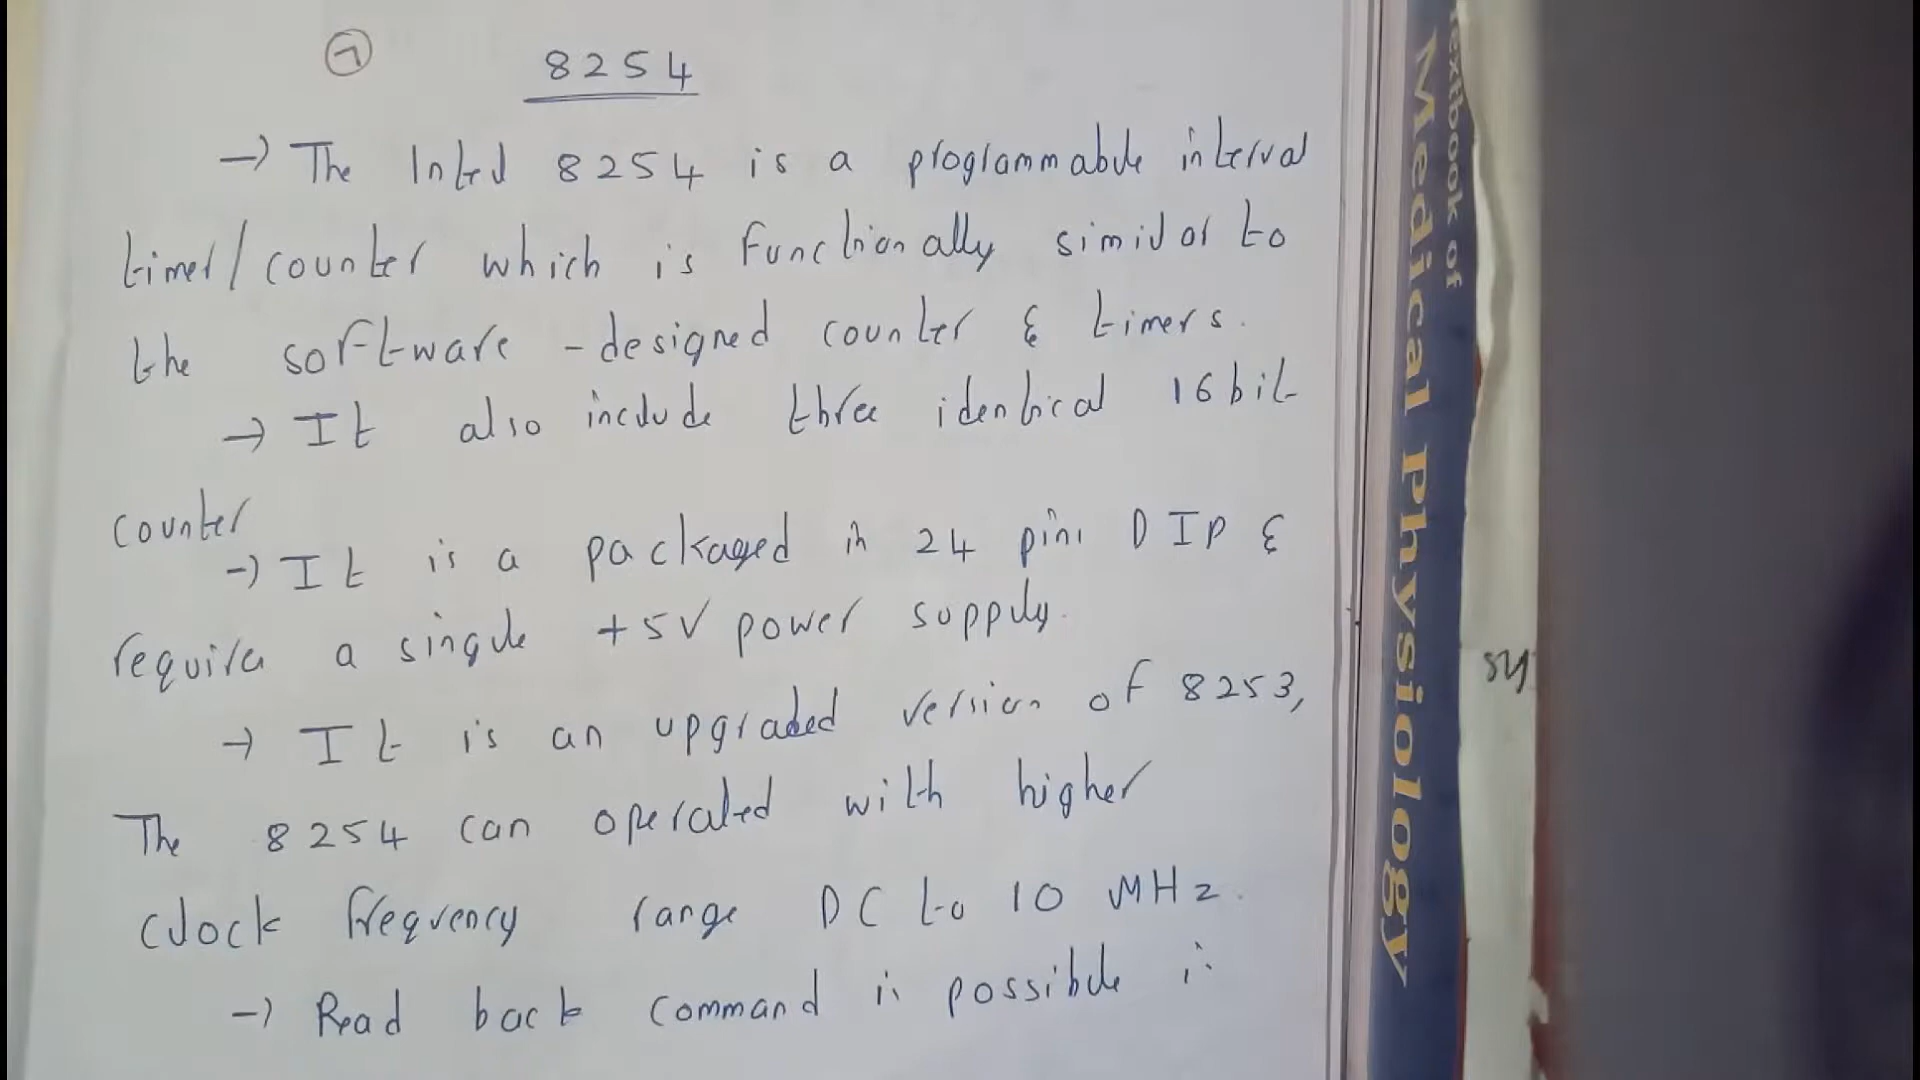 7
8254
→ The Intel 8254 is a programmable interval
timer/counter which is functionally similar to
the software-designed counter & timers.
→ It also include three identical 16 bit
counter
→ It is a packaged in 24 pin DIP &
require a single +5V power supply.
→ It is an upgraded version of 8253,
The 8254 can operated with higher
clock frequency range DC to 10 MHz.
→ Read back command is possible in
Textbook of
Medical Physiology